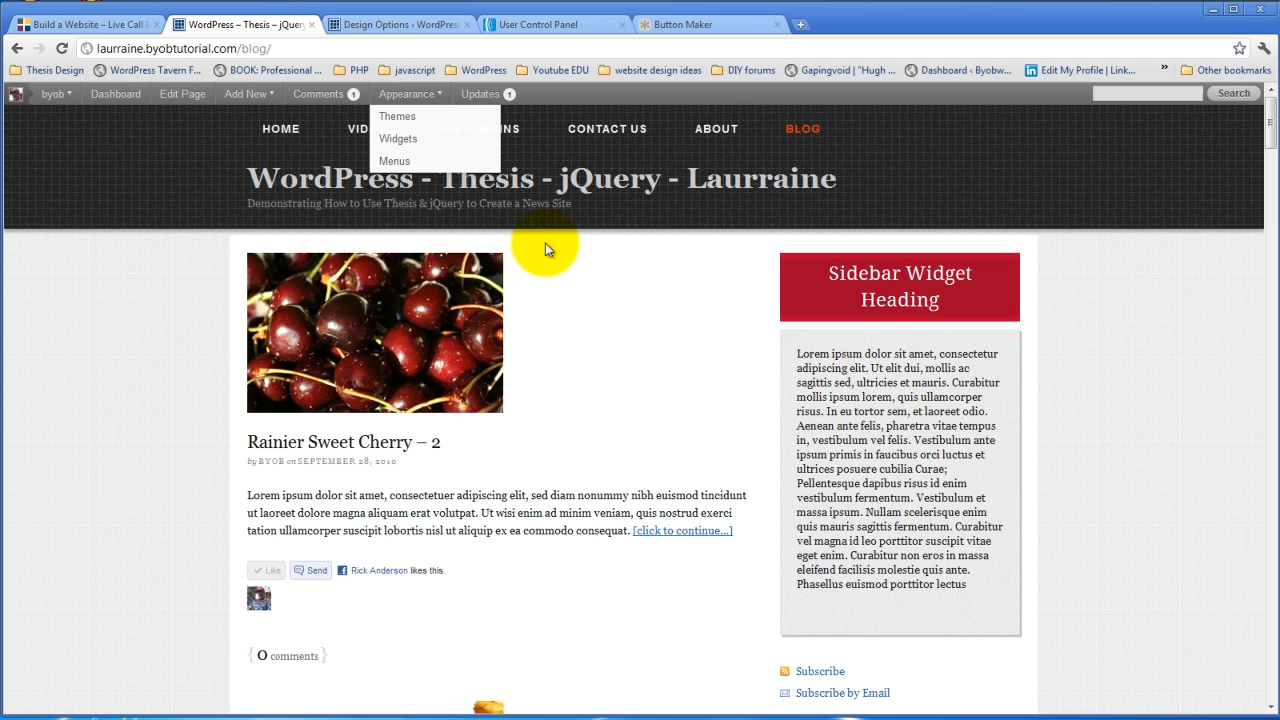 Build a Website – Live Call I
WordPress – Thesis – jQuery
Design Options ‹ WordPress
User Control Panel
Button Maker
laurraine.byobtutorial.com/blog/
Thesis Design
WordPress Tavern F...
BOOK: Professional ...
PHP
javascript
WordPress
Youtube EDU
website design ideas
DIY forums
Gapingvoid | "Hugh ...
Dashboard ‹ Byobw...
Edit My Profile | Link...
»
Other bookmarks
byob
Dashboard
Edit Page
Add New
Comments 1
Appearance
Updates 1
Search
Themes
Widgets
Menus
HOME
VID
CONTACT US
ABOUT
BLOG
WordPress - Thesis - jQuery - Laurraine
Demonstrating How to Use Thesis & jQuery to Create a News Site
Rainier Sweet Cherry – 2
by BYOB on SEPTEMBER 28, 2010
Lorem ipsum dolor sit amet, consectetuer adipiscing elit, sed diam nonummy nibh euismod tincidunt
ut laoreet dolore magna aliquam erat volutpat. Ut wisi enim ad minim veniam, quis nostrud exerci
tation ullamcorper suscipit lobortis nisl ut aliquip ex ea commodo consequat. [click to continue...]
Like
Send
Rick Anderson likes this.
{ 0 comments }
Sidebar Widget
Heading
Lorem ipsum dolor sit amet, consectetur
adipiscing elit. Ut elit dui, mollis ac
sagittis sed, ultricies et mauris. Curabitur
mollis ipsum lorem, quis ullamcorper
risus. In eu tortor sem, et laoreet odio.
Aenean ante felis, pharetra vitae tempus
in, vestibulum vel felis. Vestibulum ante
ipsum primis in faucibus orci luctus et
ultrices posuere cubilia Curae;
Pellentesque dapibus risus id enim
vestibulum fermentum. Vestibulum et
massa ipsum. Nullam scelerisque enim
quis mauris sagittis fermentum. Curabitur
vel magna id leo porttitor suscipit vitae
eget enim. Curabitur non eros in massa
eleifend facilisis molestie quis ante.
Phasellus euismod porttitor lectus
Subscribe
Subscribe by Email